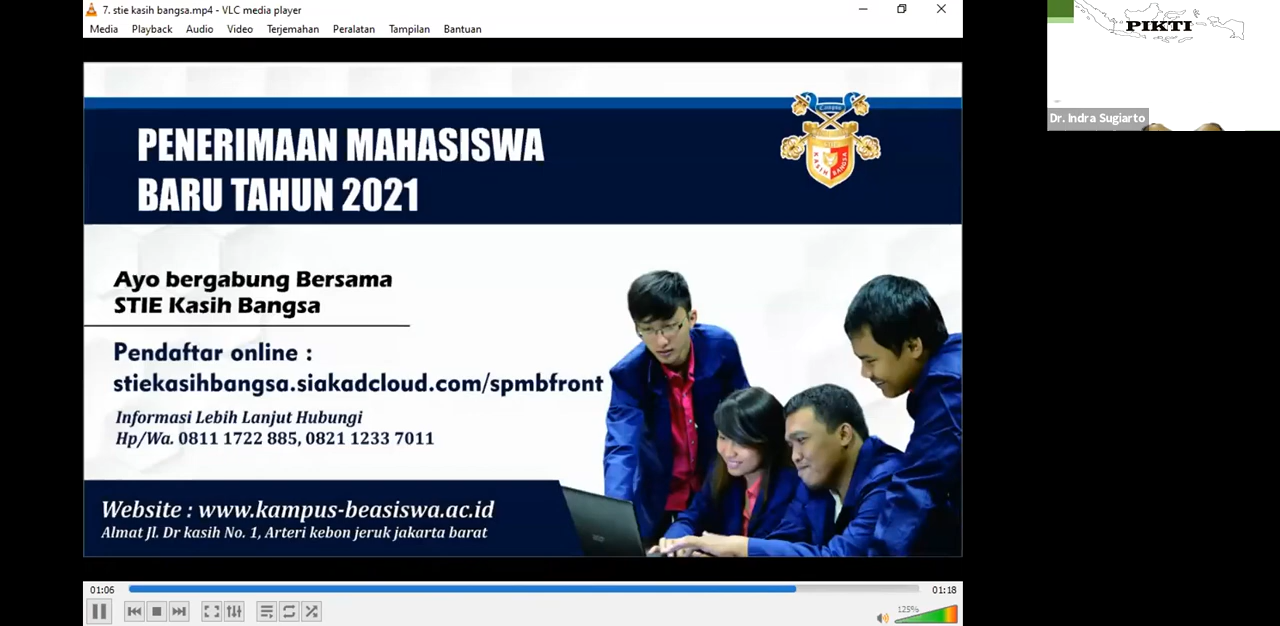 7. stie kasih bangsa.mp4 - VLC media player
Media Playback Audio Video Terjemahan Peralatan Tampilan Bantuan
PIKTI
Dr. Indra Sugiarto
PENERIMAAN MAHASISWA
BARU TAHUN 2021
KASIH BANGSA
Ayo bergabung Bersama
STIE Kasih Bangsa
Pendaftar online :
stiekasihbangsa.siakadcloud.com/spmbfront
Informasi Lebih Lanjut Hubungi
Hp/Wa. 0811 1722 885, 0821 1233 7011
Website : www.kampus-beasiswa.ac.id
Almat Jl. Dr kasih No. 1, Arteri kebon jeruk jakarta barat
01:06
01:18
125%